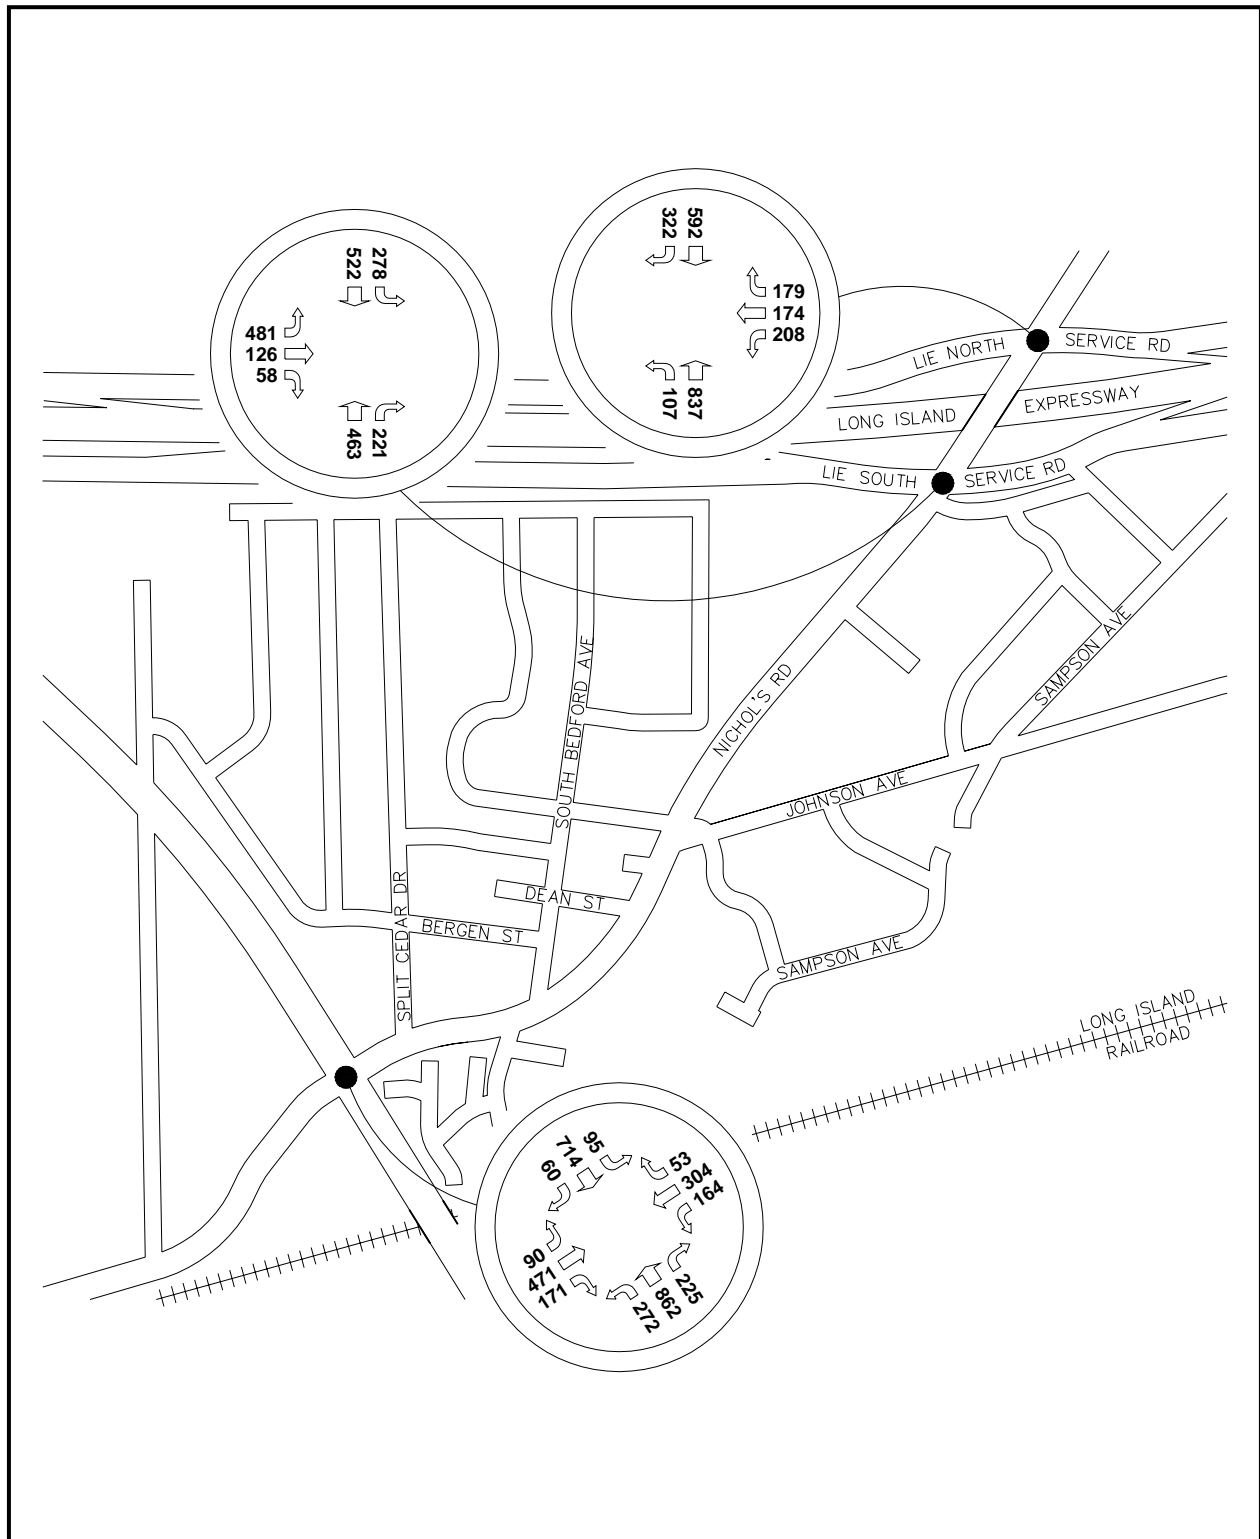 322
592
179
174
208
107
837
522
278
481
126
58
463
221
LIE NORTH
SERVICE RD
LONG ISLAND
EXPRESSWAY
LIE SOUTH
SERVICE RD
SAMPSON AVE
SOUTH BEDFORD AVE
NICHOL'S RD
JOHNSON AVE
SPLIT CEDAR DR
DEAN ST
BERGEN ST
SAMPSON AVE
LONG ISLAND
RAILROAD
60
714
95
53
304
164
90
471
171
272
862
225